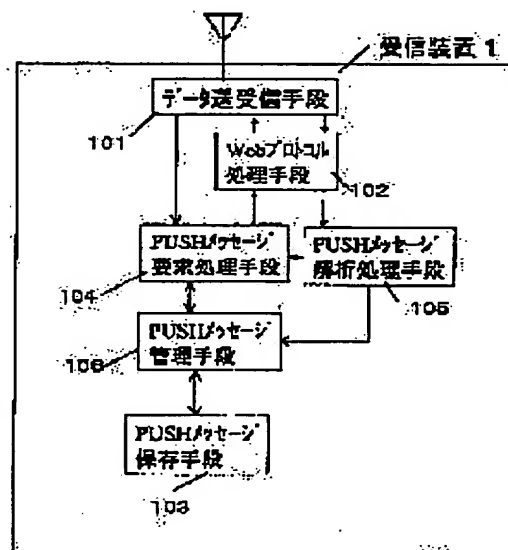 受信装置 1
データ送受信手段
101
Webプロトコル
処理手段
102
PUSHメッセージ
要求処理手段
104
PUSHメッセージ
解析処理手段
105
PUSHメッセージ
管理手段
106
PUSHメッセージ
保存手段
103